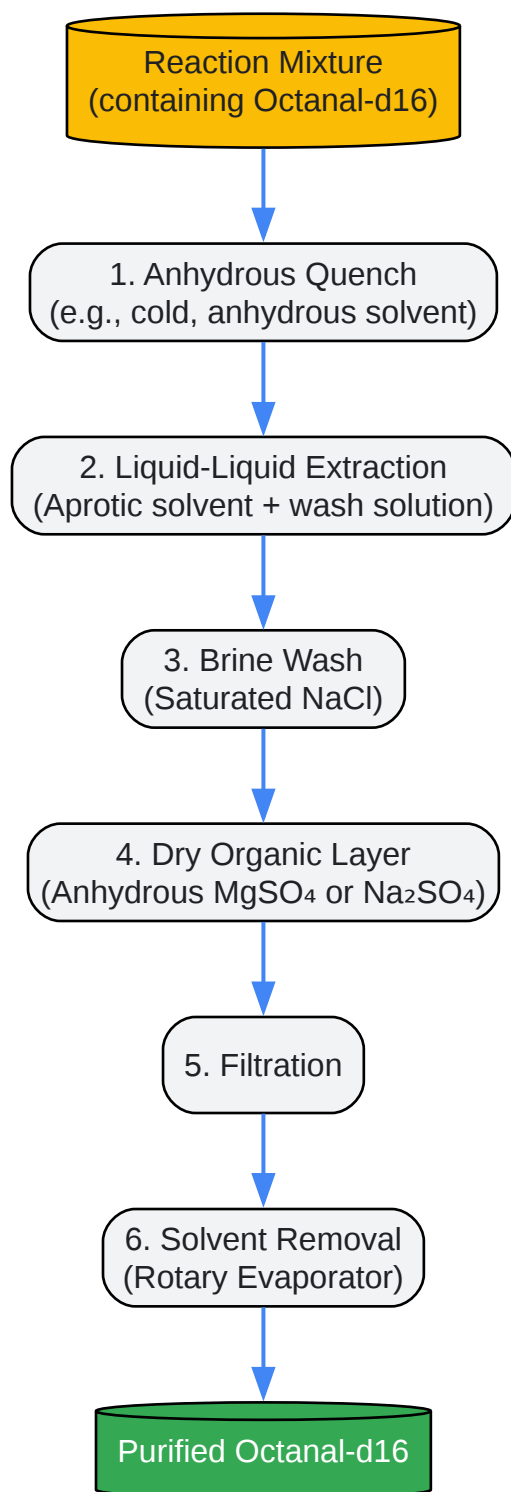 Reaction Mixture
(containing Octanal-d16)
1. Anhydrous Quench
(e.g., cold, anhydrous solvent)
2. Liquid-Liquid Extraction
(Aprotic solvent + wash solution)
3. Brine Wash
(Saturated NaCl)
4. Dry Organic Layer
(Anhydrous MgSO₄ or Na₂SO₄)
5. Filtration
6. Solvent Removal
(Rotary Evaporator)
Purified Octanal-d16